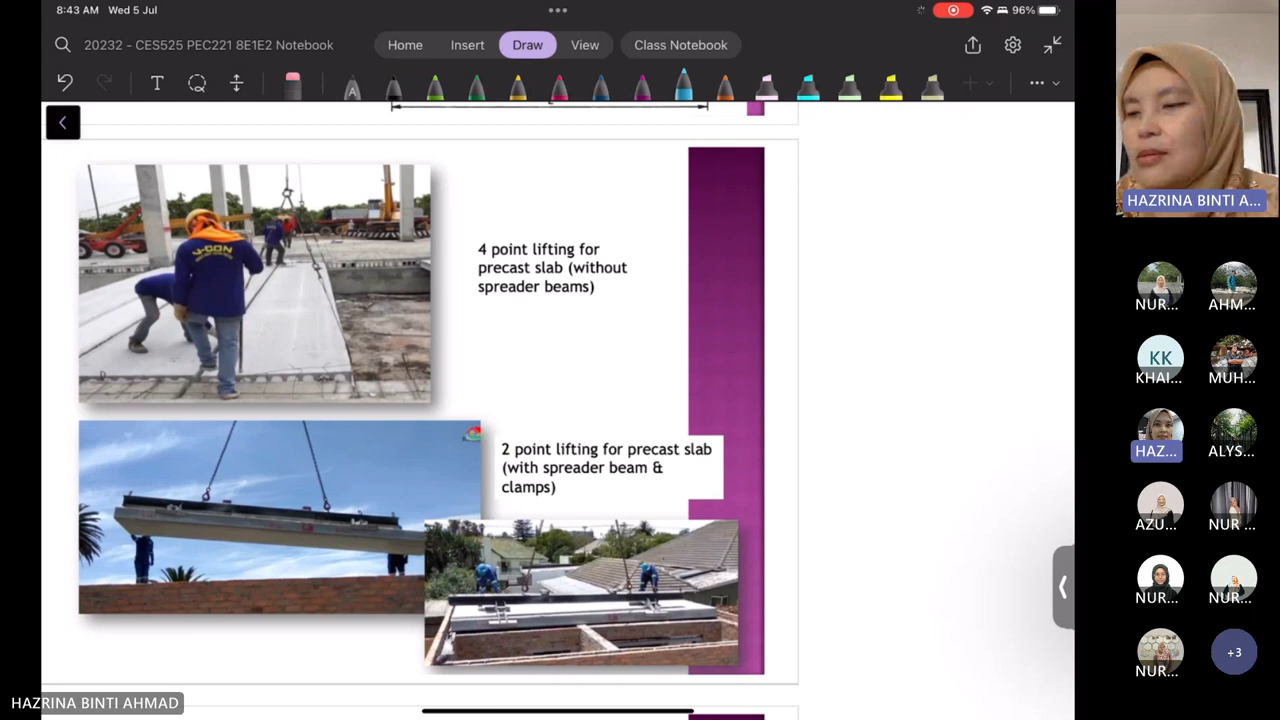 8:43 AM Wed 5 Jul
96%
20232 - CES525 PEC221 8E1E2 Notebook
Home
Insert
Draw
View
Class Notebook
T
A
V-CON
4 point lifting for
precast slab (without
spreader beams)
2 point lifting for precast slab
(with spreader beam &
clamps)
HAZRINA BINTI AHMAD
HAZRINA BINTI A...
NUR...
AHM...
KK
KHAI...
MUH...
HAZ...
ALYS...
AZU...
NUR ...
NUR...
NUR...
NUR...
+3